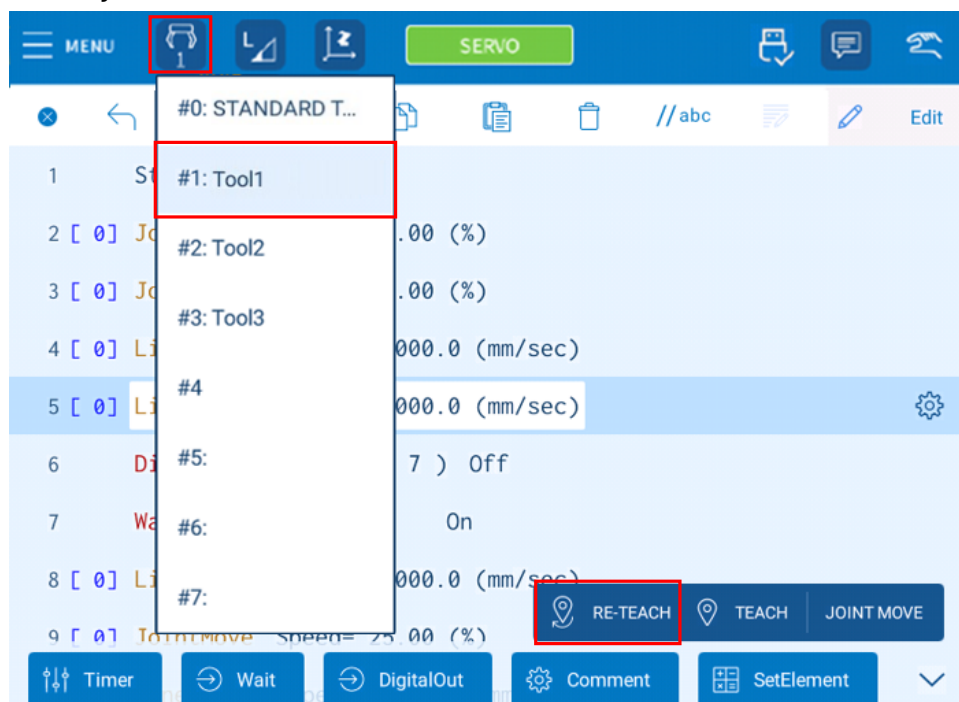 MENU
1
SERVO
//abc
Edit
#0: STANDARD T...
#1: Tool1
#2: Tool2
#3: Tool3
#4
#5:
#6:
#7:
1 St
2 [ 0] Jo .00 (%)
3 [ 0] Jo .00 (%)
4 [ 0] Li 000.0 (mm/sec)
5 [ 0] Li 000.0 (mm/sec)
6 Di 7 ) Off
7 Wa On
8 [ 0] Li 000.0 (mm/sec)
9 [ 0] JointMove Speed= 25.00 (%)
RE-TEACH
TEACH
JOINT MOVE
Timer
Wait
DigitalOut
Comment
SetElement